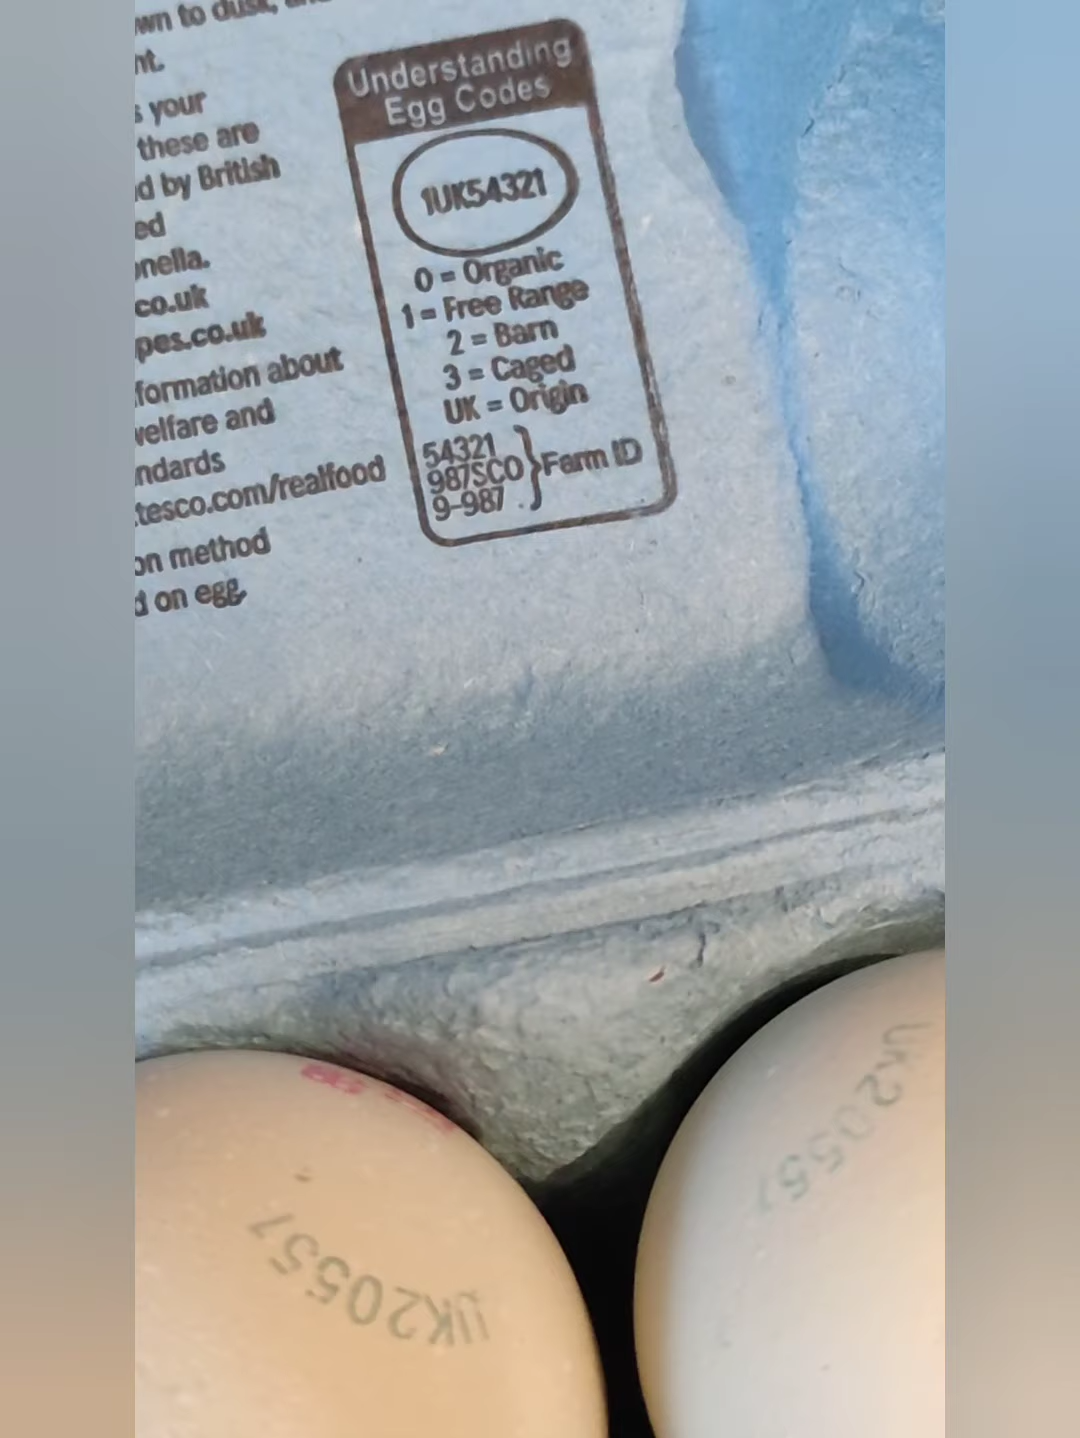 wn to dusk,
nt.
s your
these are
d by British
ed
nella.
co.uk
pes.co.uk
formation about
welfare and
ndards
tesco.com/realfood
on method
d on egg.
Understanding
Egg Codes
1UK54321
0 = Organic
1 = Free Range
2 = Barn
3 = Caged
UK = Origin
54321
987SCO
9-987
Farm ID
1UK20557
UK20557